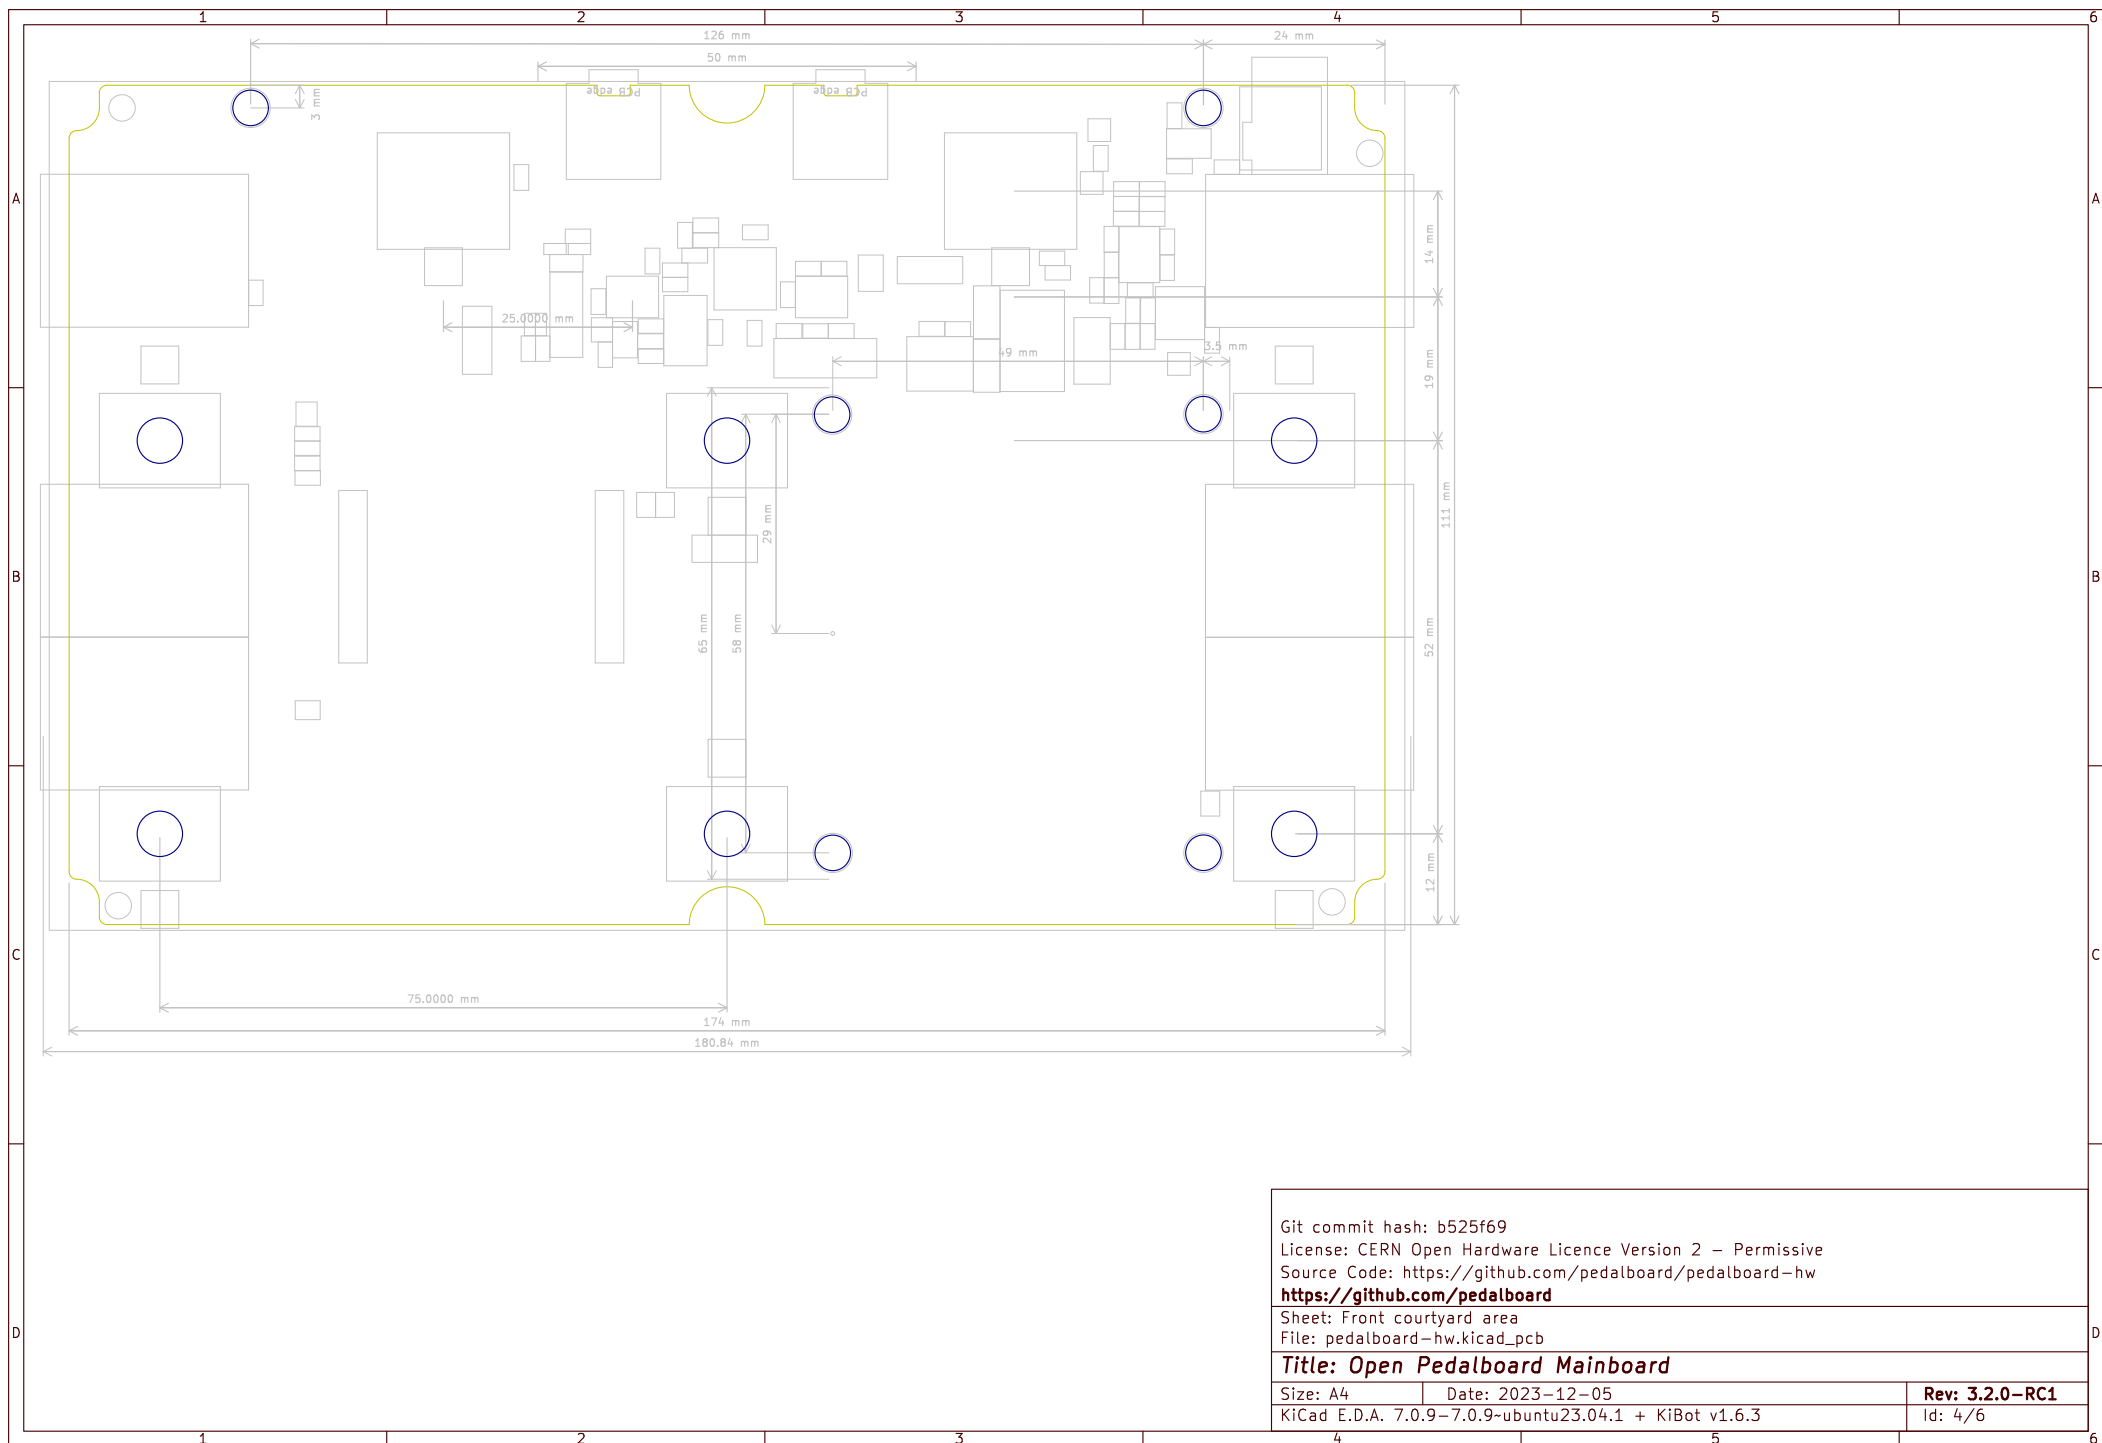 1 2 3 4 5 6
126 mm
24 mm
50 mm
3 mm
PCB edge
PCB edge
A
A
14 mm
25.0000 mm
49 mm
3.5 mm
19 mm
111 mm
29 mm
B
B
65 mm
58 mm
52 mm
12 mm
C
C
75.0000 mm
174 mm
180.84 mm
Git commit hash: b525f69
License: CERN Open Hardware Licence Version 2 - Permissive
Source Code: https://github.com/pedalboard/pedalboard-hw
https://github.com/pedalboard
Sheet: Front courtyard area
File: pedalboard-hw.kicad_pcb
D
D
Title: Open Pedalboard Mainboard
Size: A4 Date: 2023-12-05 Rev: 3.2.0-RC1
KiCad E.D.A. 7.0.9-7.0.9~ubuntu23.04.1 + KiBot v1.6.3 Id: 4/6
1 2 3 4 5 6